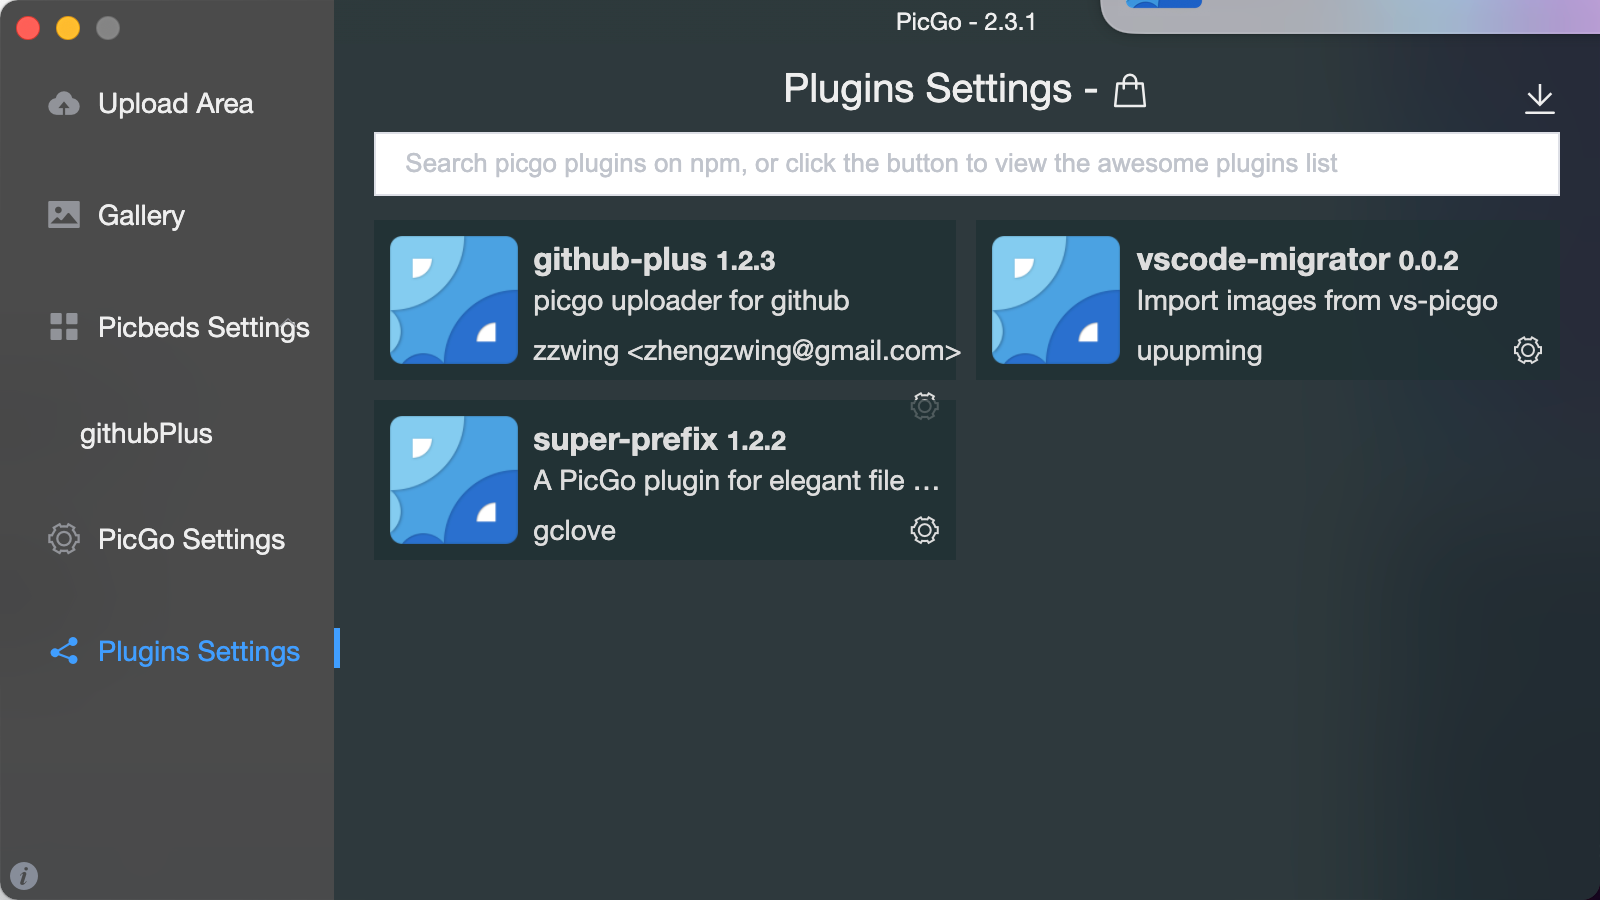 PicGo - 2.3.1
Upload Area
Gallery
Picbeds Settings
githubPlus
PicGo Settings
Plugins Settings
Plugins Settings -
Search picgo plugins on npm, or click the button to view the awesome plugins list
github-plus 1.2.3
picgo uploader for github
zzwing <zhengzwing@gmail.com>
vscode-migrator 0.0.2
Import images from vs-picgo
upupming
super-prefix 1.2.2
A PicGo plugin for elegant file ...
gclove